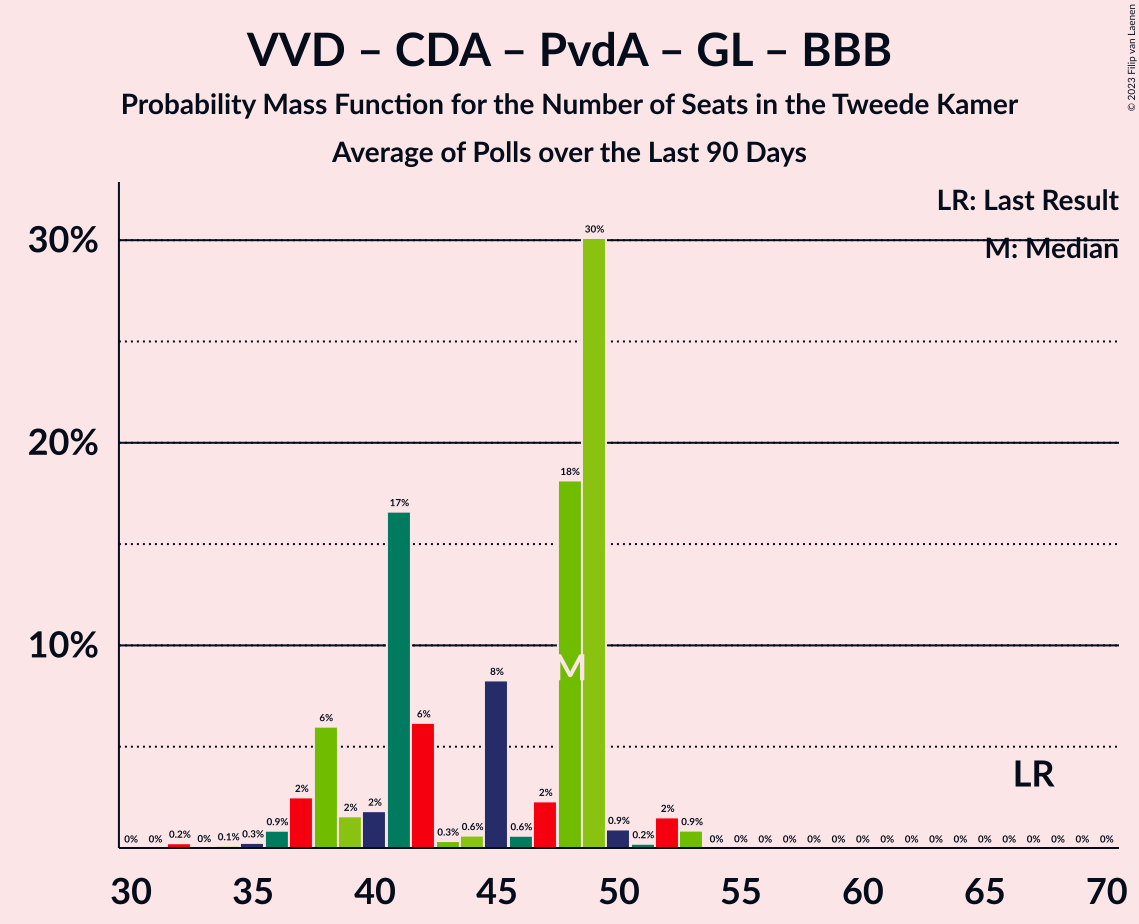 VVD – CDA – PvdA – GL – BBB
Probability Mass Function for the Number of Seats in the Tweede Kamer
Average of Polls over the Last 90 Days
© 2023 Filip van Laenen
LR: Last Result
M: Median
30%
20%
10%
0% 0% 0.2% 0% 0.1% 0.3% 0.9% 2% 6% 2% 2% 17% 6% 0.3% 0.6% 8% 0.6% 2% 18% 30% 0.9% 0.2% 2% 0.9% 0% 0% 0% 0% 0% 0% 0% 0% 0% 0% 0% 0% 0% 0% 0% 0% 0%
M
LR
30 35 40 45 50 55 60 65 70